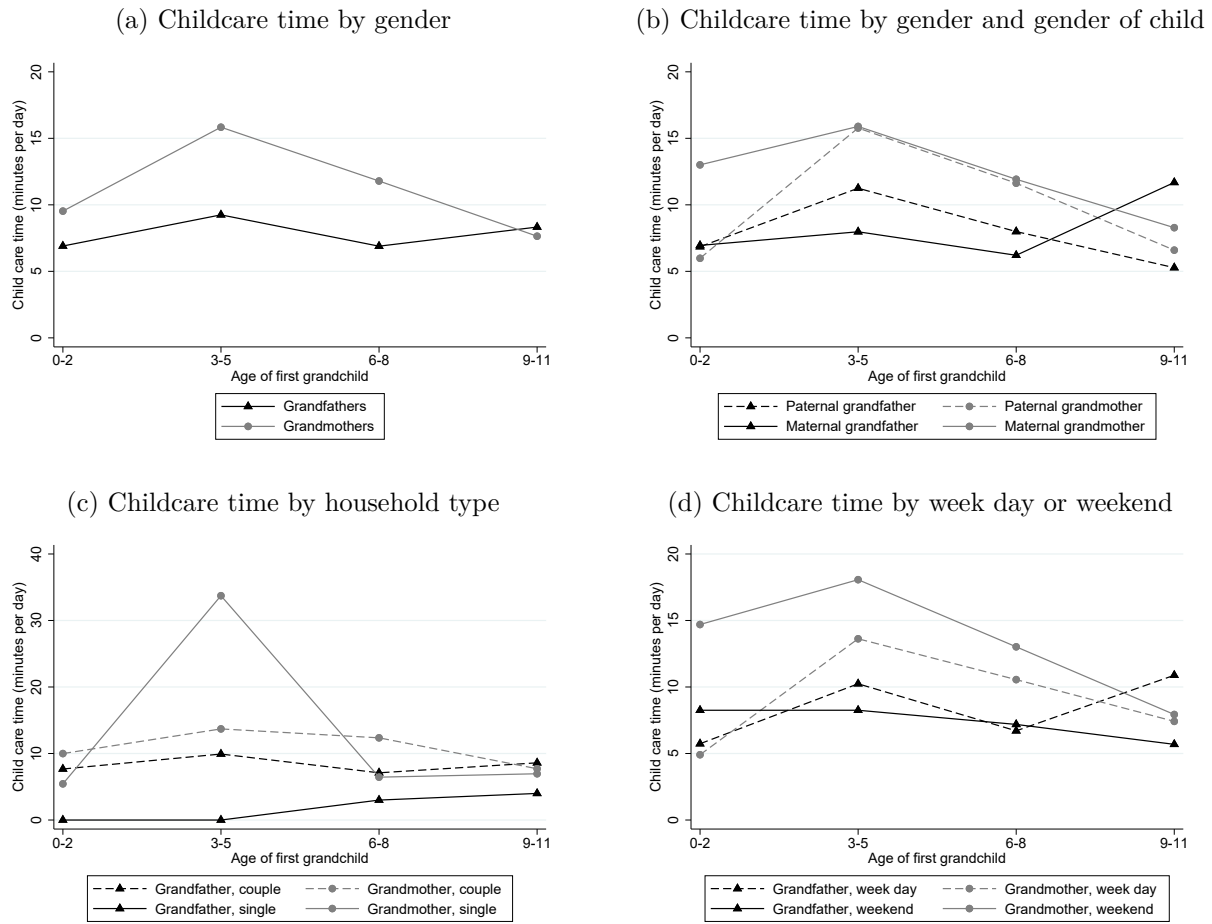 (a) Childcare time by gender
Child care time (minutes per day)
20
15
10
5
0
0-2 3-5 6-8 9-11
Age of first grandchild
Grandfathers
Grandmothers
(b) Childcare time by gender and gender of child
Child care time (minutes per day)
20
15
10
5
0
0-2 3-5 6-8 9-11
Age of first grandchild
Paternal grandfather Paternal grandmother
Maternal grandfather Maternal grandmother
(c) Childcare time by household type
Child care time (minutes per day)
40
30
20
10
0
0-2 3-5 6-8 9-11
Age of first grandchild
Grandfather, couple Grandmother, couple
Grandfather, single Grandmother, single
(d) Childcare time by week day or weekend
Child care time (minutes per day)
20
15
10
5
0
0-2 3-5 6-8 9-11
Age of first grandchild
Grandfather, week day Grandmother, week day
Grandfather, weekend Grandmother, weekend